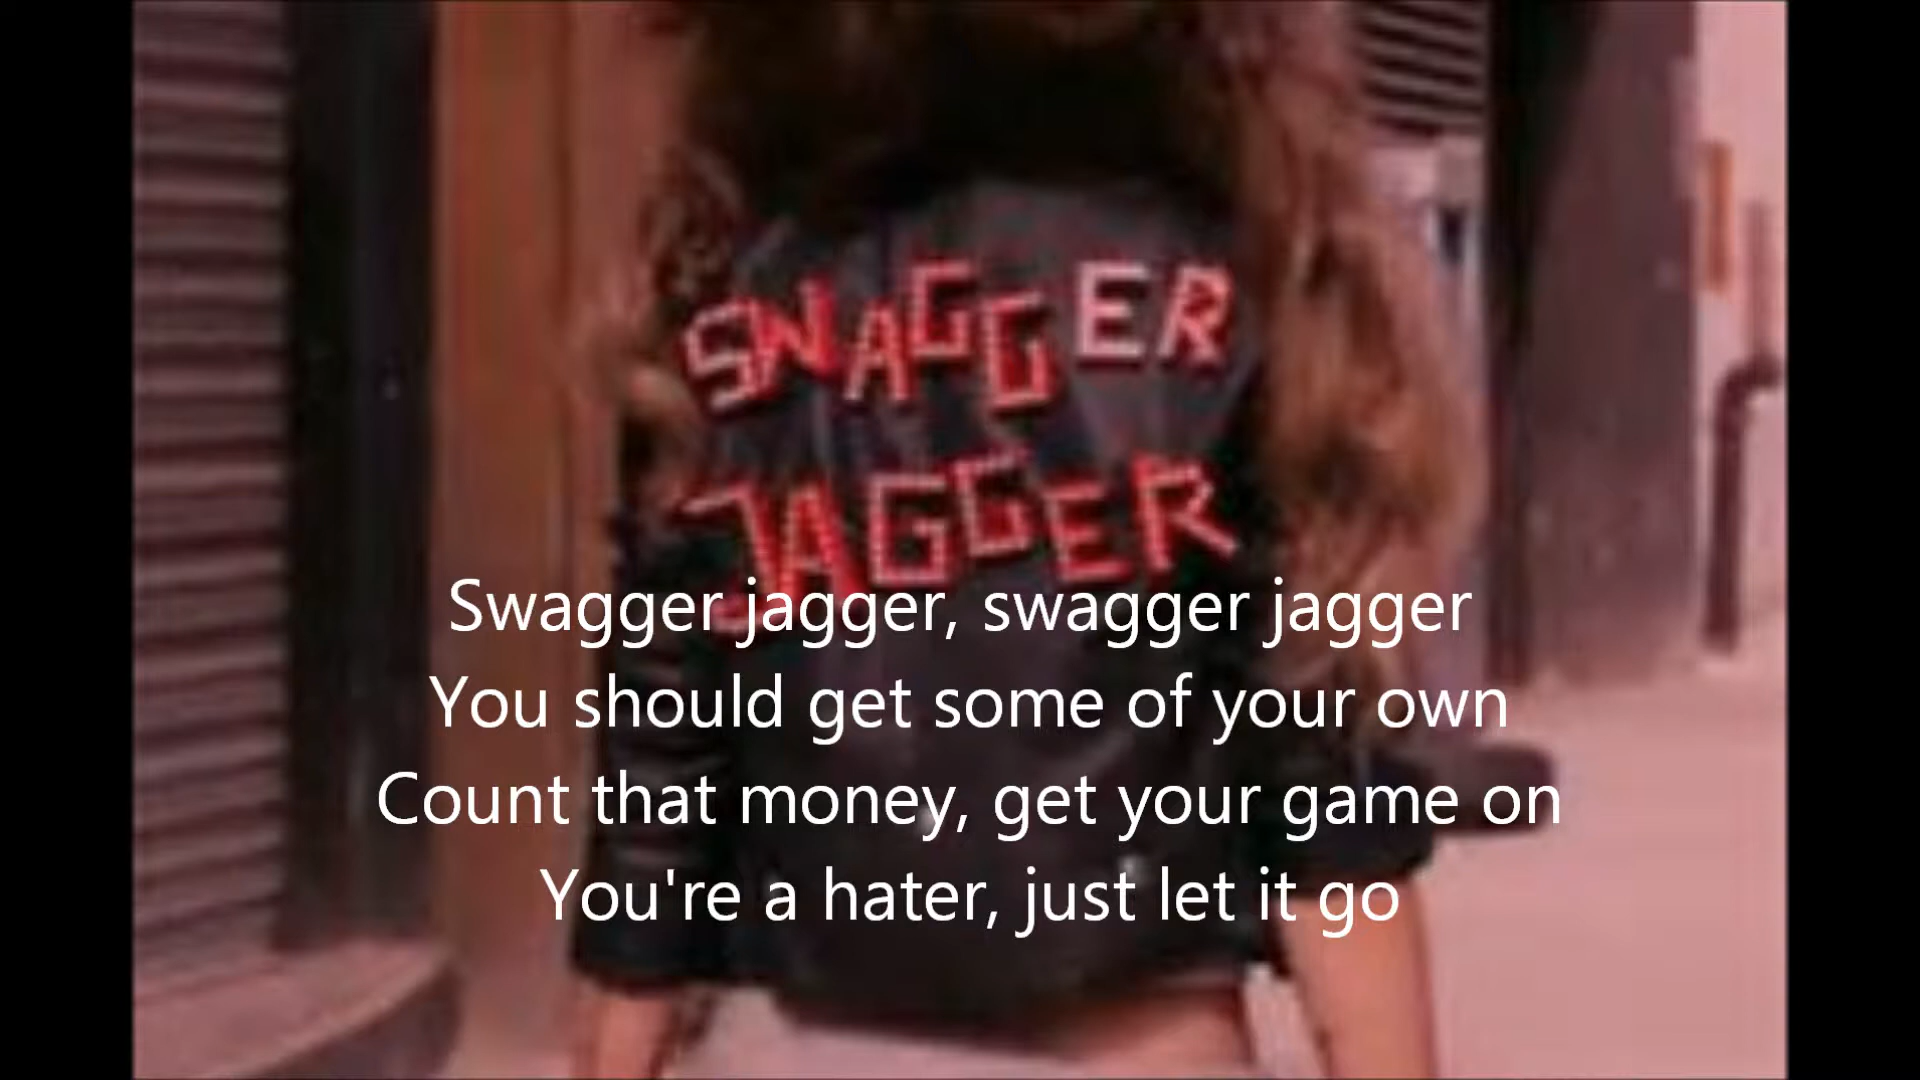 SWAGGER
JAGGER
Swagger jagger, swagger jagger
You should get some of your own
Count that money, get your game on
You're a hater, just let it go